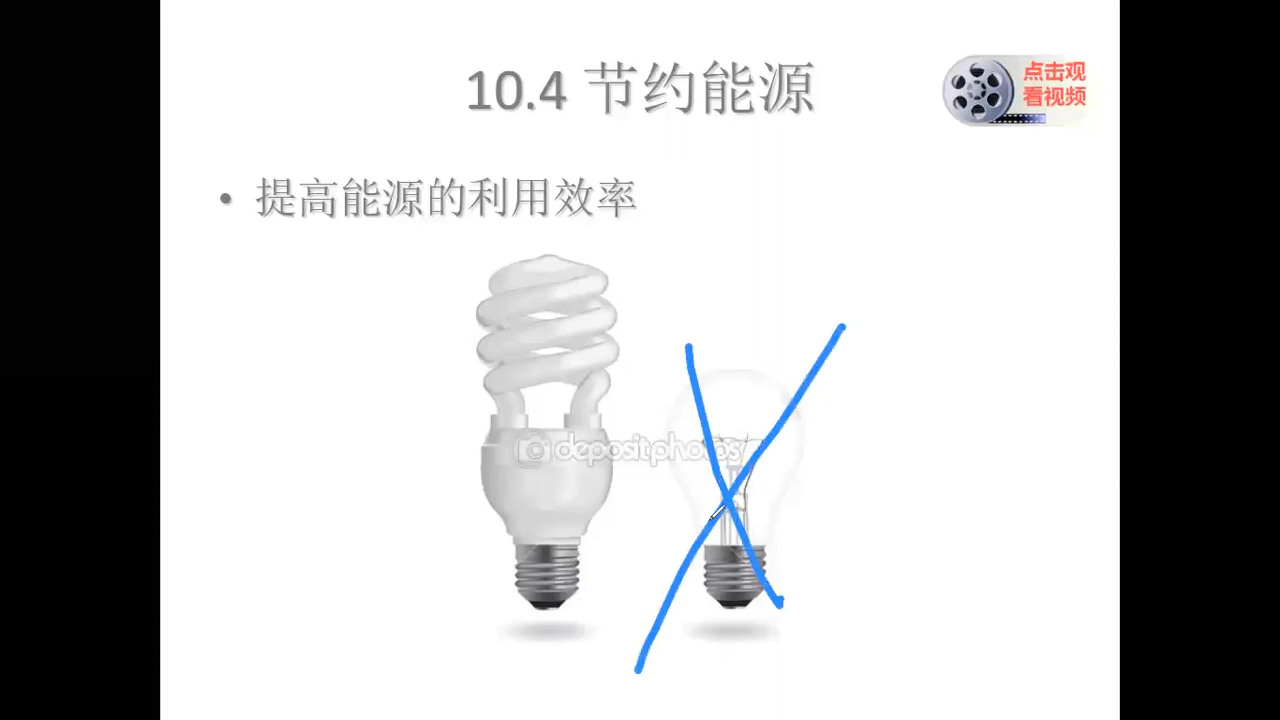 10.4 节约能源
点击观
看视频
• 提高能源的利用效率
depositphotos